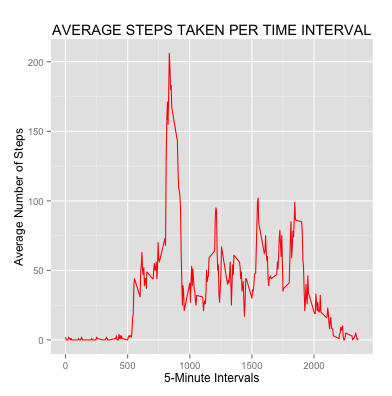 AVERAGE STEPS TAKEN PER TIME INTERVAL
200
150
100
50
0
Average Number of Steps
0 500 1000 1500 2000
5-Minute Intervals